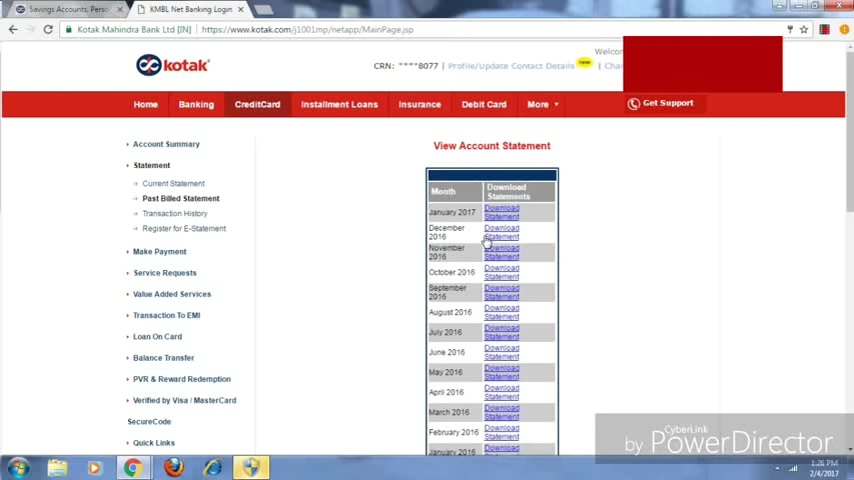 Savings Accounts, Perso
KMBL Net Banking Login
Kotak Mahindra Bank Ltd [IN]
https://www.kotak.com/j1001mp/netapp/MainPage.jsp
kotak
Welco
CRN: ****8077 | Profile/Update Contact Details | Cha
Home Banking CreditCard Installment Loans Insurance Debit Card More Get Support
Account Summary
Statement
Current Statement
Past Billed Statement
Transaction History
Register for E-Statement
Make Payment
Service Requests
Value Added Services
Transaction To EMI
Loan On Card
Balance Transfer
PVR & Reward Redemption
Verified by Visa / MasterCard
SecureCode
Quick Links
View Account Statement
Month Download
Statements
January 2017 Download
Statement
December Download
2016 Statement
November Download
2016 Statement
October 2016 Download
Statement
September Download
2016 Statement
August 2016 Download
Statement
July 2016 Download
Statement
June 2016 Download
Statement
May 2016 Download
Statement
April 2016 Download
Statement
March 2016 Download
Statement
February 2016 Download
Statement
January Download
CyberLink
by PowerDirector
1:26 PM
2/4/2017